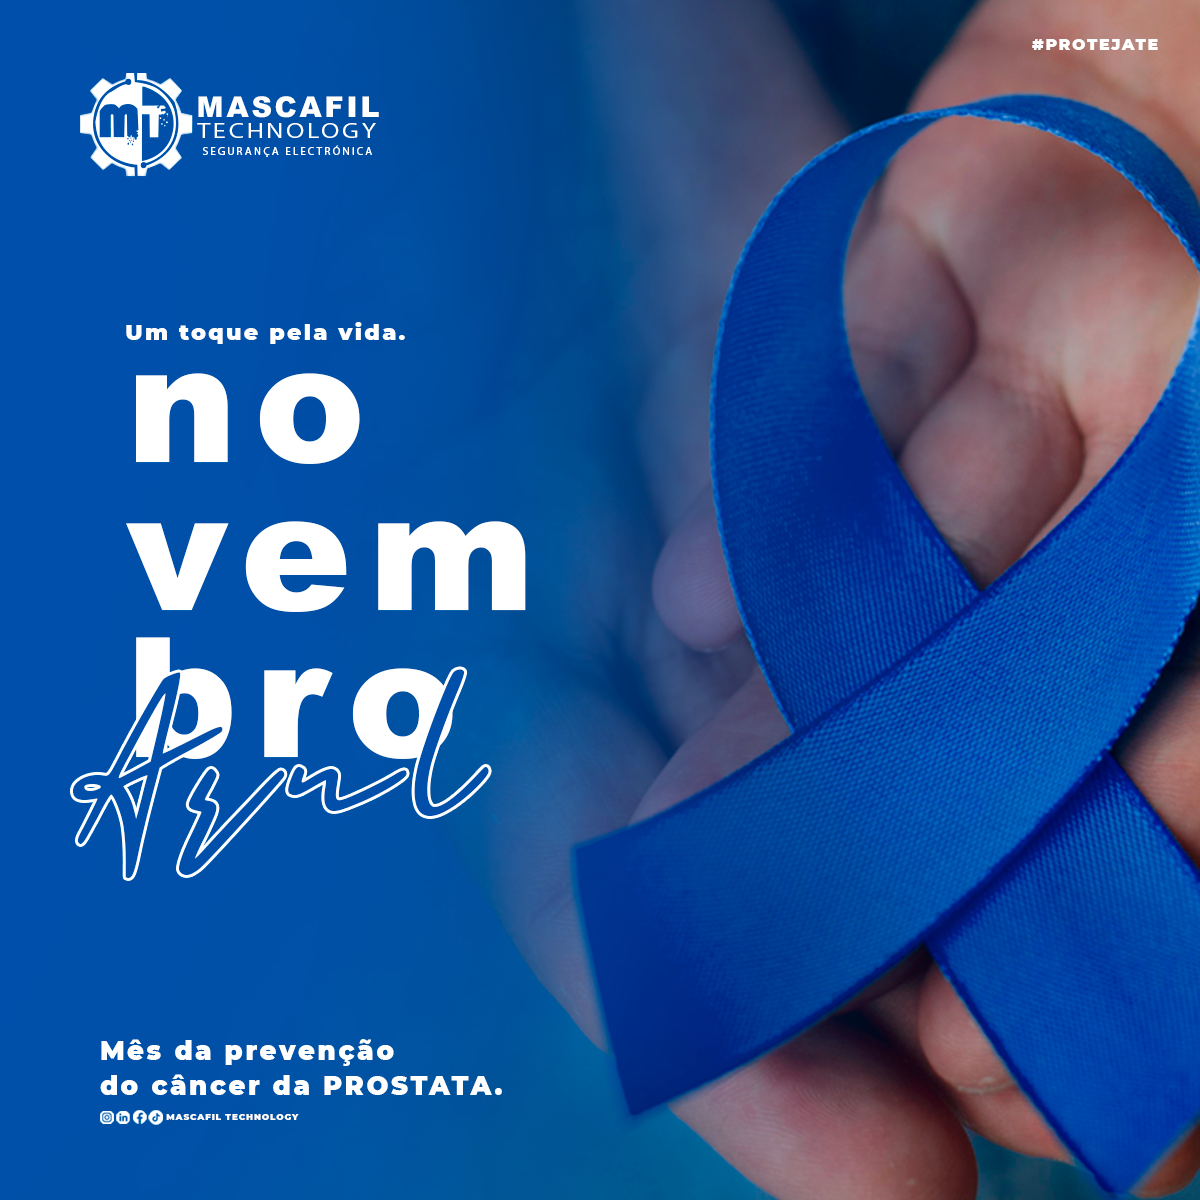 #PROTEJATE
MT
MASCAFIL
TECHNOLOGY
SEGURANÇA ELECTRÓNICA
Um toque pela vida.
no
vem
bro
Azul
Mês da prevenção
do câncer da PROSTATA.
MASCAFIL TECHNOLOGY